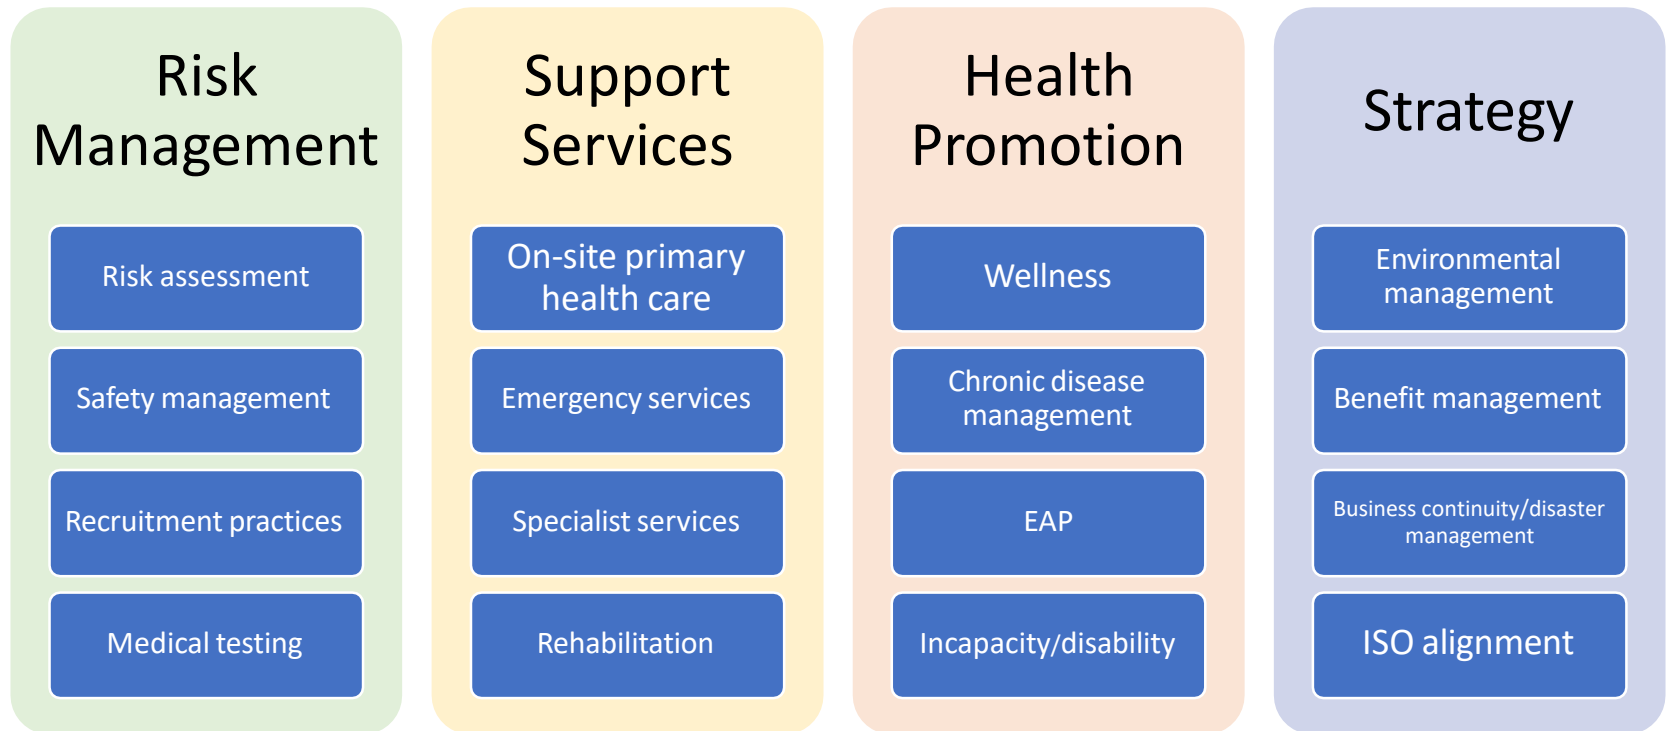 Risk
Management
Risk assessment
Safety management
Recruitment practices
Medical testing
Support
Services
On-site primary
health care
Emergency services
Specialist services
Rehabilitation
Health
Promotion
Wellness
Chronic disease
management
EAP
Incapacity/disability
Strategy
Environmental
management
Benefit management
Business continuity/disaster
management
ISO alignment